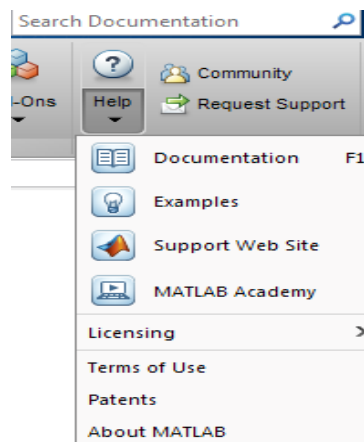 Search Documentation
-Ons
Help
Community
Request Support
Documentation F1
Examples
Support Web Site
MATLAB Academy
Licensing
Terms of Use
Patents
About MATLAB